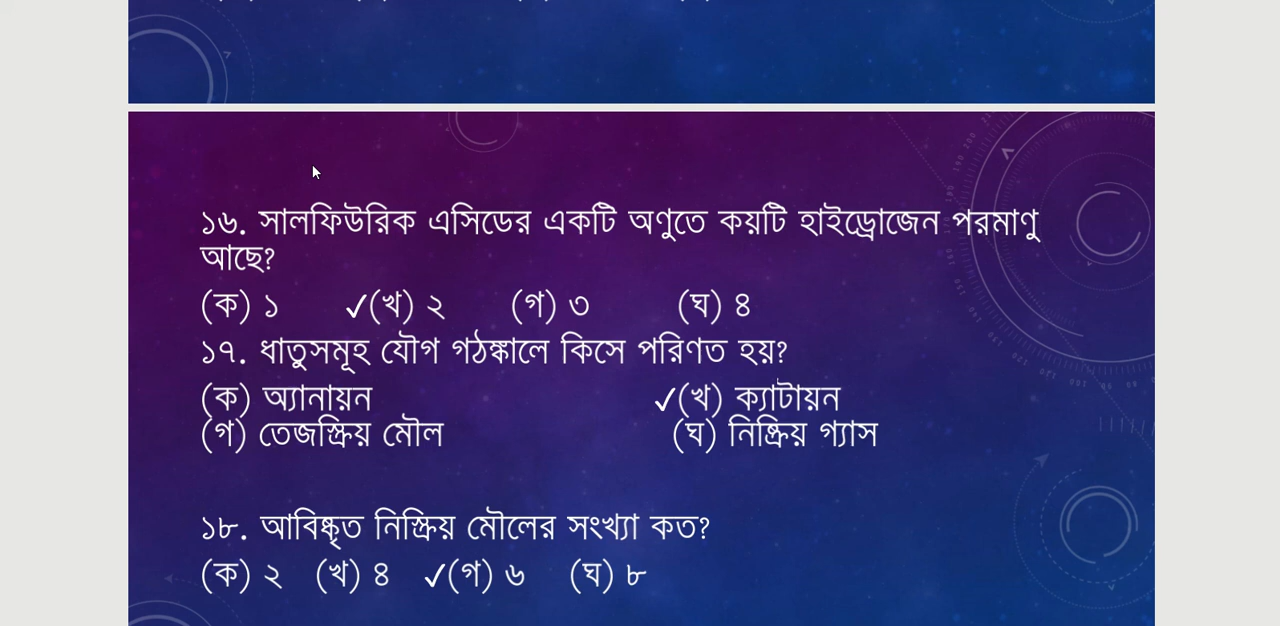 ১৬. সালফিউরিক এসিডের একটি অণুতে কয়টি হাইড্রোজেন পরমাণু
আছে?
(ক) ১ ✓(খ) ২ (গ) ৩ (ঘ) ৪
১৭. ধাতুসমূহ যৌগ গঠঙ্কালে কিসে পরিণত হয়?
(ক) অ্যানায়ন ✓(খ) ক্যাটায়ন
(গ) তেজস্ক্রিয় মৌল (ঘ) নিষ্ক্রিয় গ্যাস
১৮. আবিষ্কৃত নিস্ক্রিয় মৌলের সংখ্যা কত?
(ক) ২ (খ) ৪ ✓(গ) ৬ (ঘ) ৮